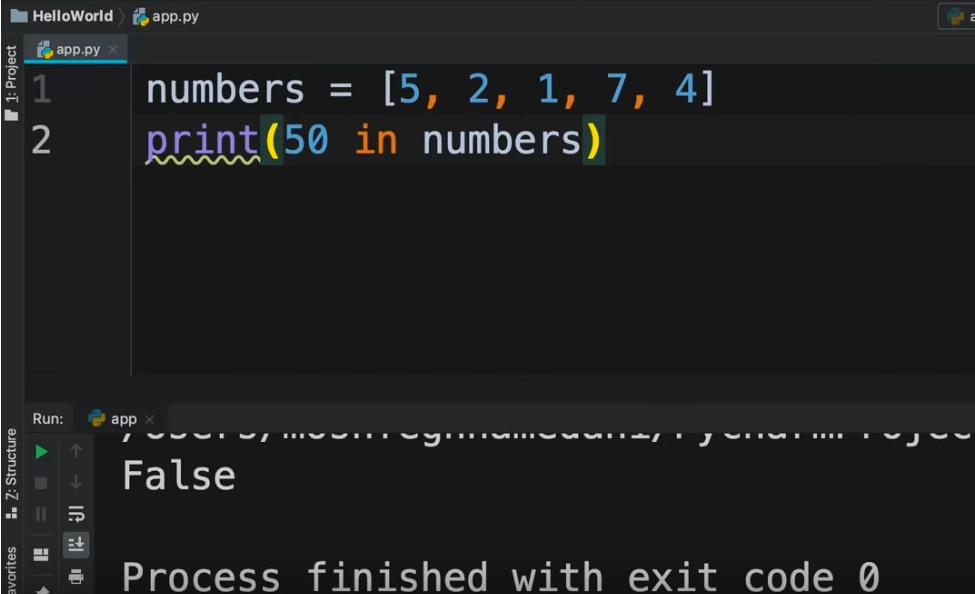 HelloWorld
app.py
1: Project
app.py
1 numbers = [5, 2, 1, 7, 4]
2 print(50 in numbers)
Run: app
False
Process finished with exit code 0
Z: Structure